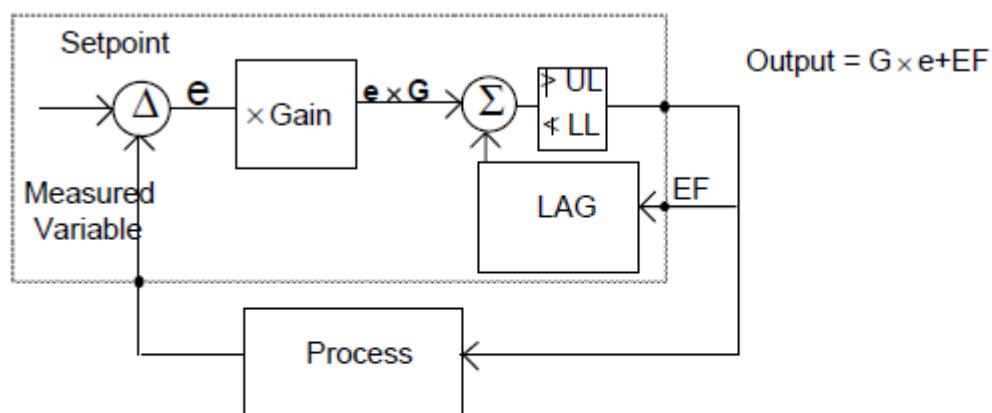 Setpoint
Output = G × e+EF
Δ
e
× Gain
e × G
Σ
> UL
< LL
Measured
Variable
LAG
EF
Process